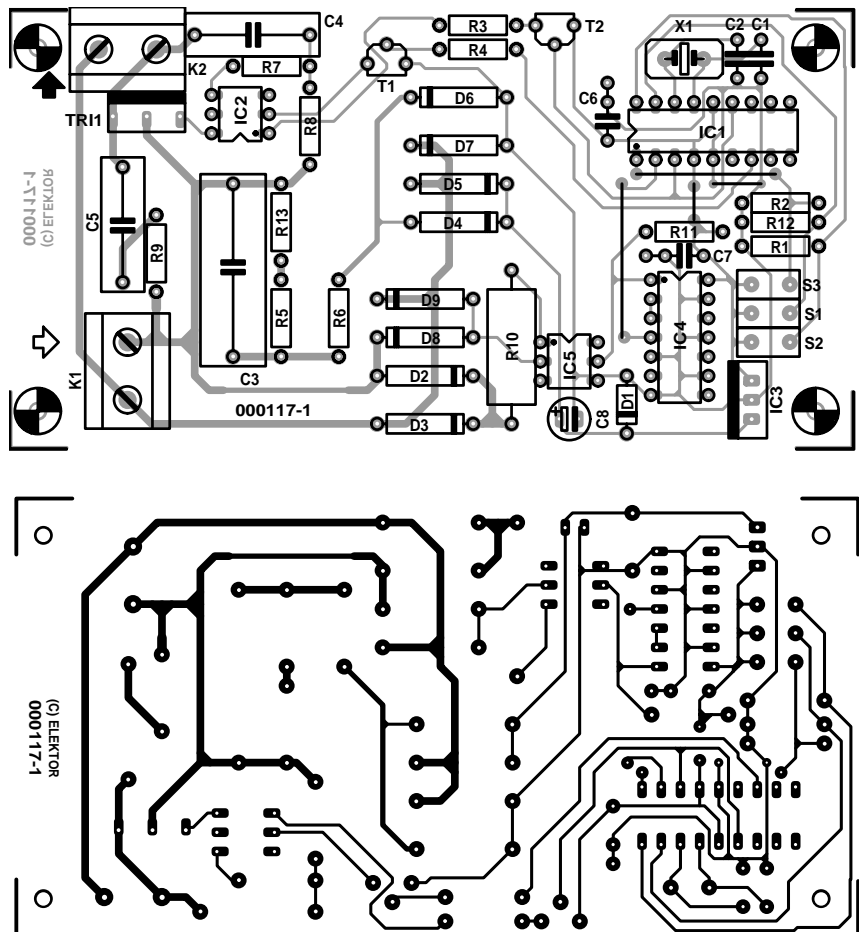 C4
R3
T2
X1
C2
C1
K2
R4
R7
T1
D6
C6
TRI1
IC2
R8
IC1
D7
D5
D4
C5
R9
R13
R2
R12
R1
R11
C7
000117-1
(C) ELEKTOR
D9
D8
D2
D3
R5
R6
R10
IC5
IC4
S3
S1
S2
K1
C3
000117-1
+
C8
D1
IC3
(C) ELEKTOR
000117-1